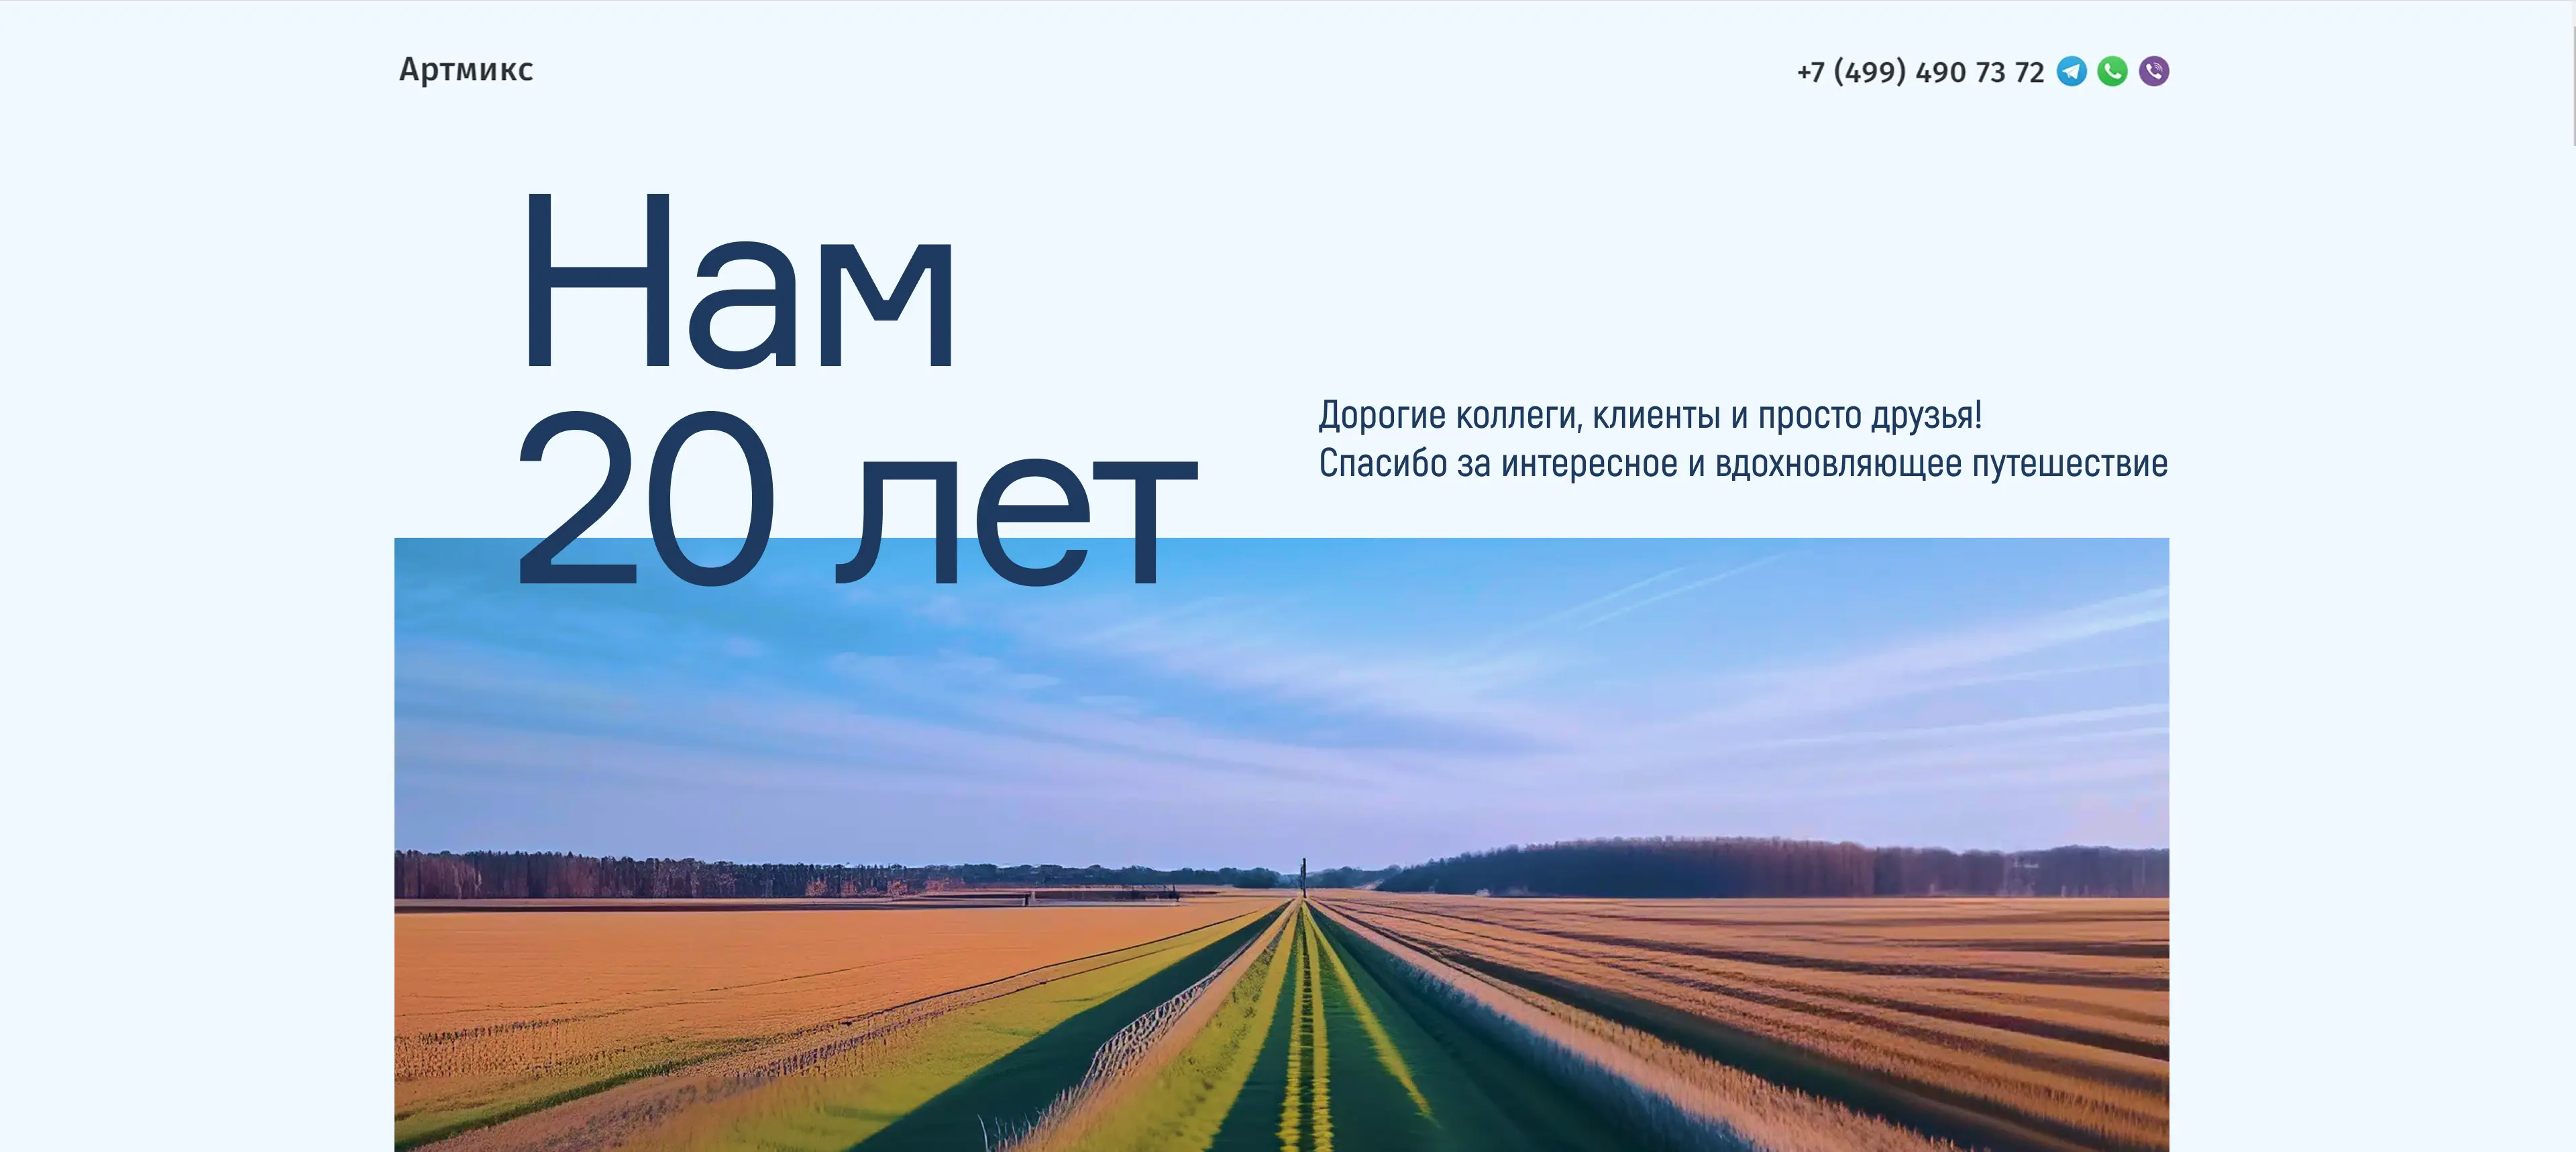 Артмикс
+7 (499) 490 73 72
Нам
20 лет
Дорогие коллеги, клиенты и просто друзья!
Спасибо за интересное и вдохновляющее путешествие